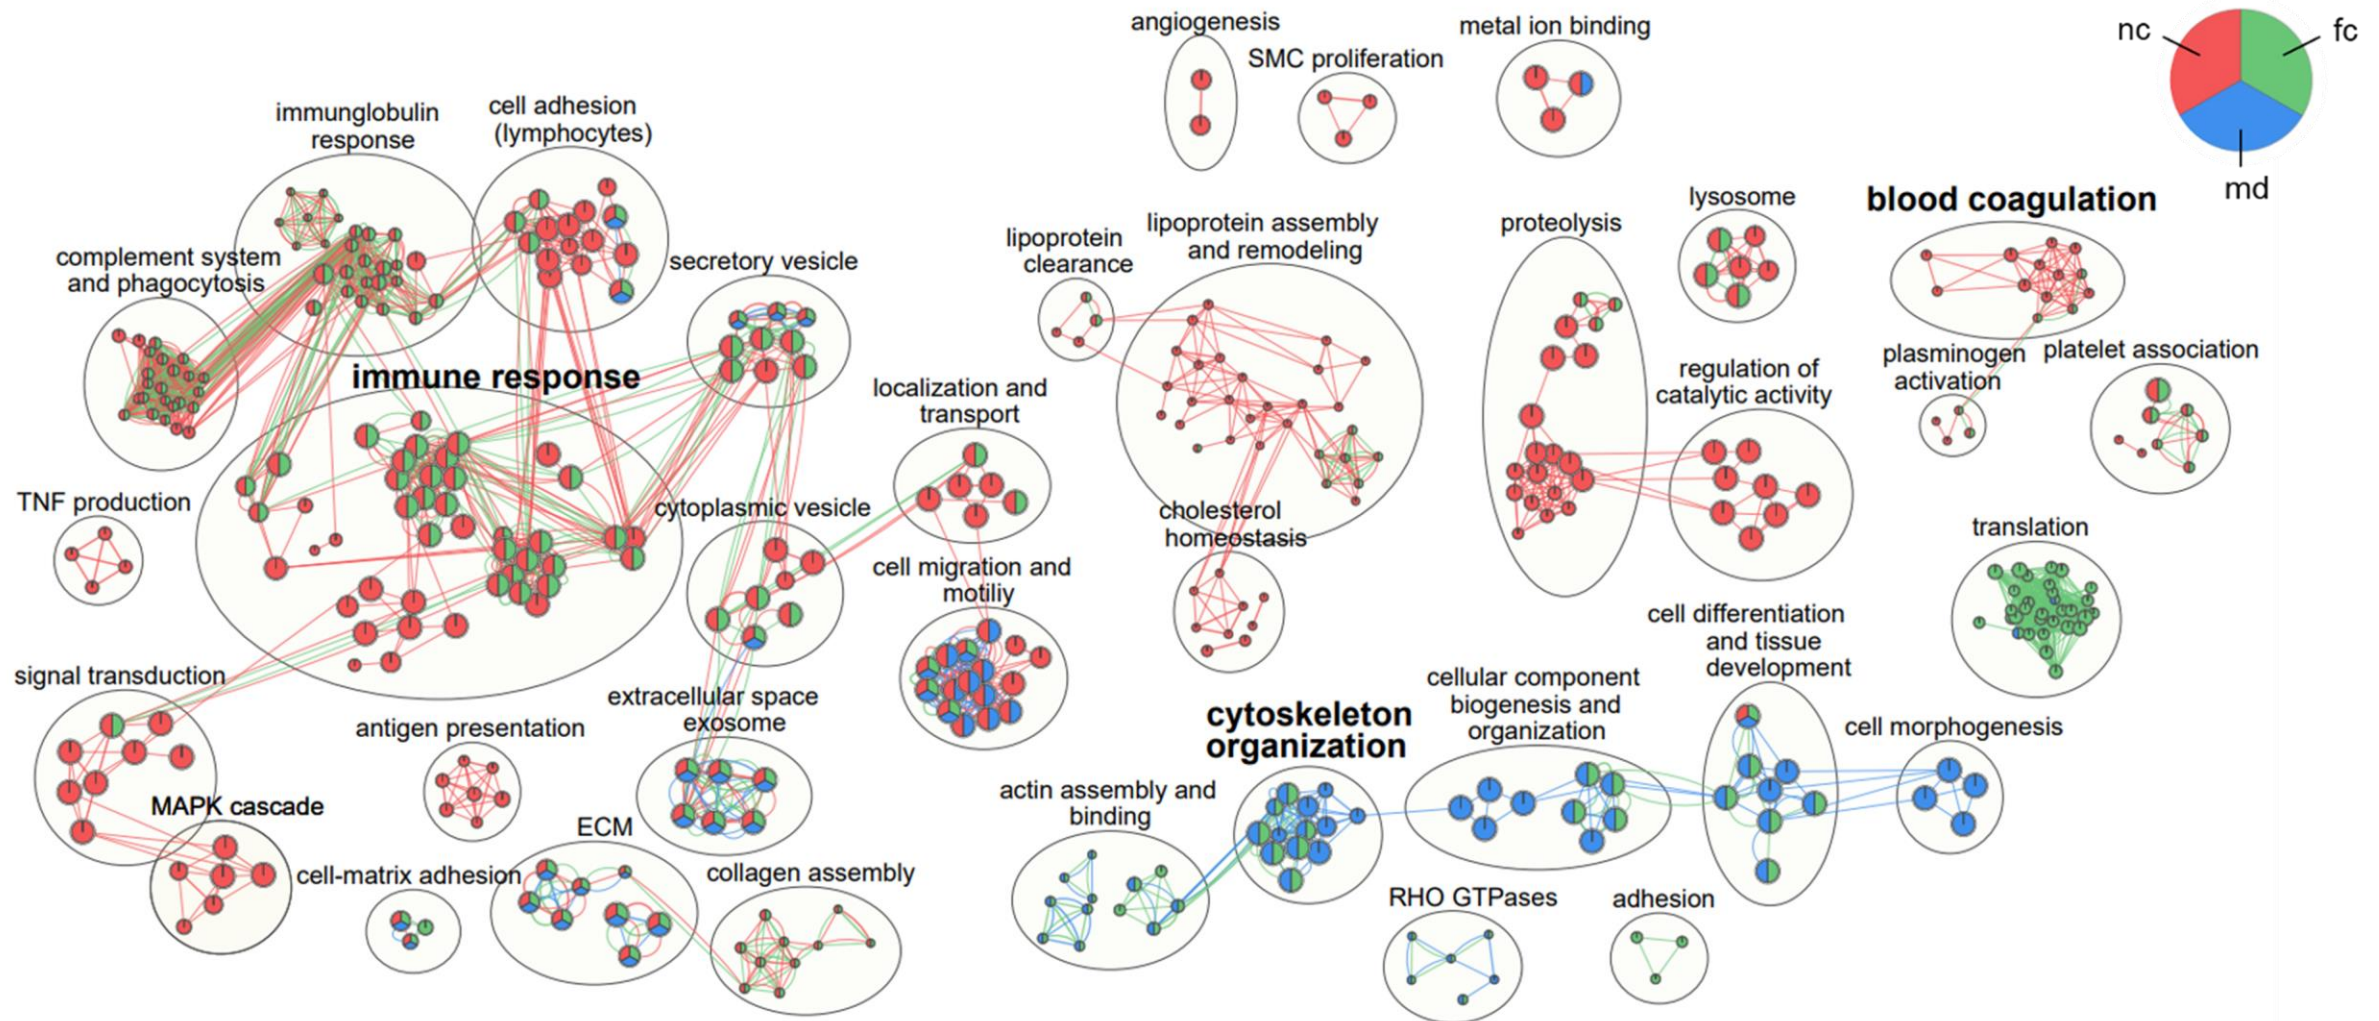 angiogenesis
SMC proliferation
metal ion binding
nc
fc
md
immunglobulin
response
cell adhesion
(lymphocytes)
complement system
and phagocytosis
secretory vesicle
immune response
TNF production
localization and
transport
cytoplasmic vesicle
cell migration and
motiliy
lipoprotein
clearance
lipoprotein assembly
and remodeling
cholesterol
homeostasis
proteolysis
lysosome
blood coagulation
regulation of
catalytic activity
plasminogen
activation
platelet association
translation
signal transduction
MAPK cascade
antigen presentation
extracellular space
exosome
cell-matrix adhesion
ECM
collagen assembly
actin assembly and
binding
cytoskeleton
organization
cellular component
biogenesis and
organization
cell differentiation
and tissue
development
cell morphogenesis
RHO GTPases
adhesion